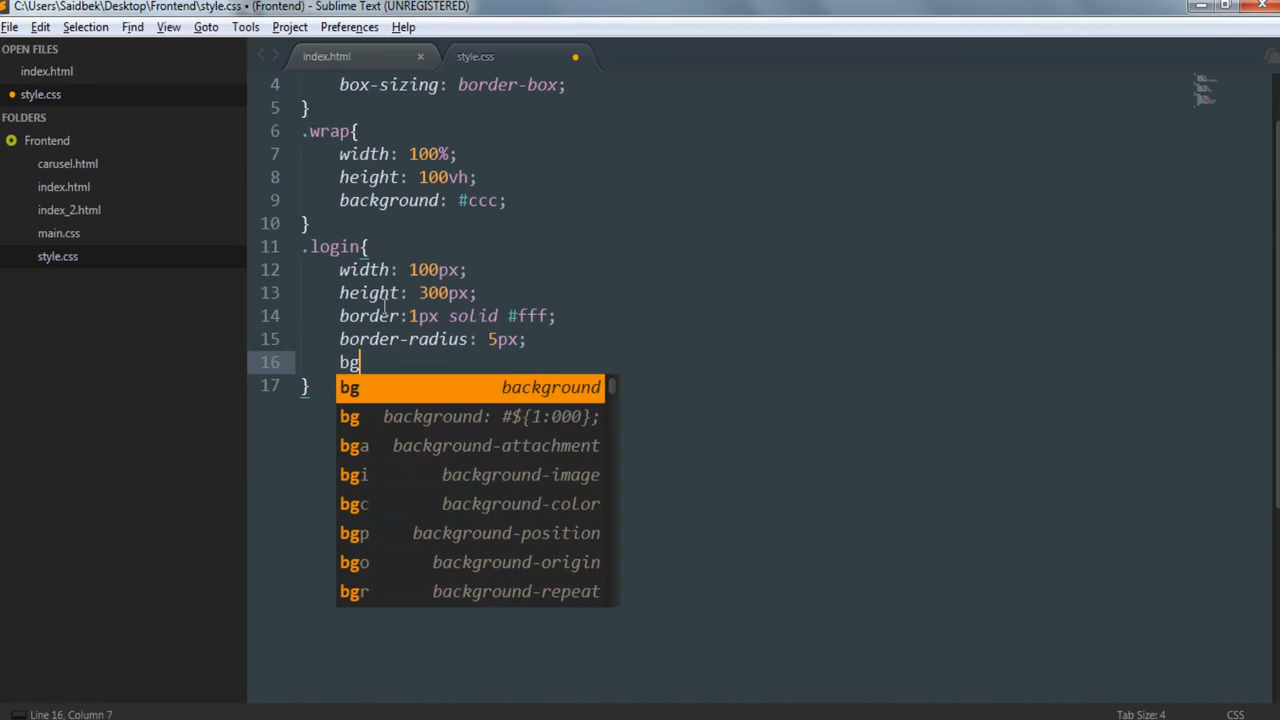 C:\Users\Saidbek\Desktop\Frontend\style.css • (Frontend) - Sublime Text (UNREGISTERED)
File Edit Selection Find View Goto Tools Project Preferences Help
OPEN FILES
index.html
style.css
FOLDERS
Frontend
carusel.html
index.html
index_2.html
main.css
style.css
index.html × style.css
4 box-sizing: border-box;
5 }
6 .wrap{
7 width: 100%;
8 height: 100vh;
9 background: #ccc;
10 }
11 .login{
12 width: 100px;
13 height: 300px;
14 border:1px solid #fff;
15 border-radius: 5px;
16 bg
17 }
bg background
bg background: #${1:000};
bga background-attachment
bgi background-image
bgc background-color
bgp background-position
bgo background-origin
bgr background-repeat
Line 16, Column 7 Tab Size: 4 CSS